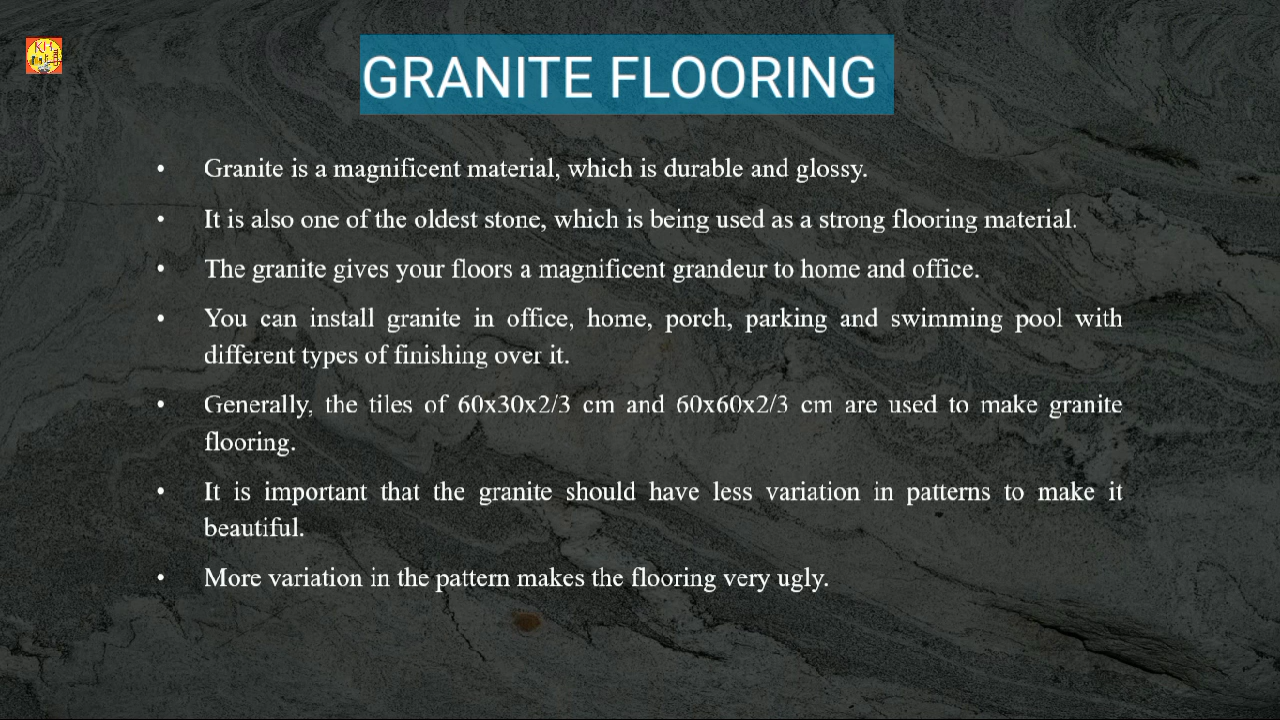 KB
GRANITE FLOORING
• Granite is a magnificent material, which is durable and glossy.
• It is also one of the oldest stone, which is being used as a strong flooring material.
• The granite gives your floors a magnificent grandeur to home and office.
• You can install granite in office, home, porch, parking and swimming pool with
different types of finishing over it.
• Generally, the tiles of 60x30x2/3 cm and 60x60x2/3 cm are used to make granite
flooring.
• It is important that the granite should have less variation in patterns to make it
beautiful.
• More variation in the pattern makes the flooring very ugly.